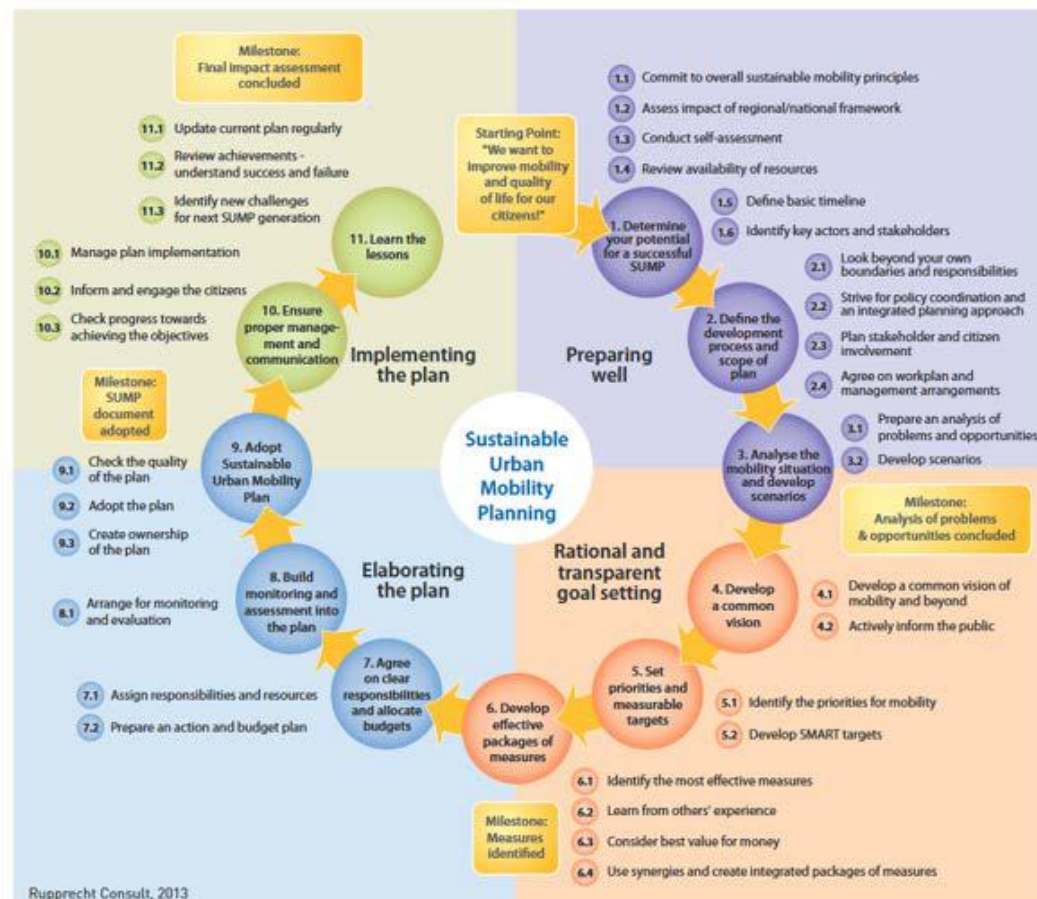 Starting Point:
"We want to
improve mobility
and quality
of life for our
citizens!"
1. Determine
your potential
for a successful
SUMP
1.1 Commit to overall sustainable mobility principles
1.2 Assess impact of regional/national framework
1.3 Conduct self-assessment
1.4 Review availability of resources
1.5 Define basic timeline
1.6 Identify key actors and stakeholders
2. Define the
development
process and
scope of
plan
2.1 Look beyond your own
boundaries and responsibilities
2.2 Strive for policy coordination and
an integrated planning approach
2.3 Plan stakeholder and citizen
involvement
2.4 Agree on workplan and
management arrangements
Preparing
well
3. Analyse the
mobility situation
and develop
scenarios
3.1 Prepare an analysis of
problems and opportunities
3.2 Develop scenarios
Milestone:
Analysis of problems
& opportunities concluded
Sustainable
Urban
Mobility
Planning
Rational and
transparent
goal setting
4. Develop
a common
vision
4.1 Develop a common vision of
mobility and beyond
4.2 Actively inform the public
5. Set
priorities and
measurable
targets
5.1 Identify the priorities for mobility
5.2 Develop SMART targets
6. Develop
effective
packages of
measures
6.1 Identify the most effective measures
6.2 Learn from others' experience
6.3 Consider best value for money
6.4 Use synergies and create integrated packages of measures
Milestone:
Measures
identified
Elaborating
the plan
7. Agree
on clear
responsibilities
and allocate
budgets
7.1 Assign responsibilities and resources
7.2 Prepare an action and budget plan
8. Build
monitoring and
assessment into
the plan
8.1 Arrange for monitoring
and evaluation
9. Adopt
Sustainable
Urban Mobility
Plan
9.1 Check the quality
of the plan
9.2 Adopt the plan
9.3 Create ownership
of the plan
Milestone:
SUMP
document
adopted
Implementing
the plan
10. Ensure
proper manage-
ment and
communication
10.1 Manage plan implementation
10.2 Inform and engage the citizens
10.3 Check progress towards
achieving the objectives
11. Learn the
lessons
11.1 Update current plan regularly
11.2 Review achievements -
understand success and failure
11.3 Identify new challenges
for next SUMP generation
Milestone:
Final impact assessment
concluded
Rupprecht Consult, 2013